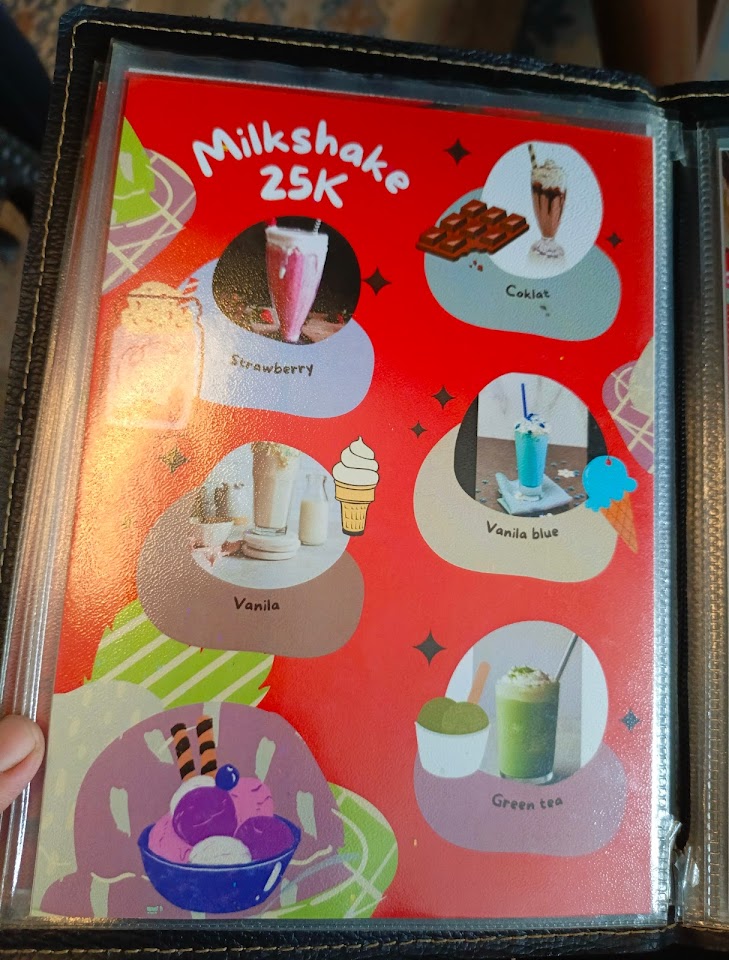 Milkshake
25K
Coklat
Strawberry
Vanila blue
Vanila
Green tea